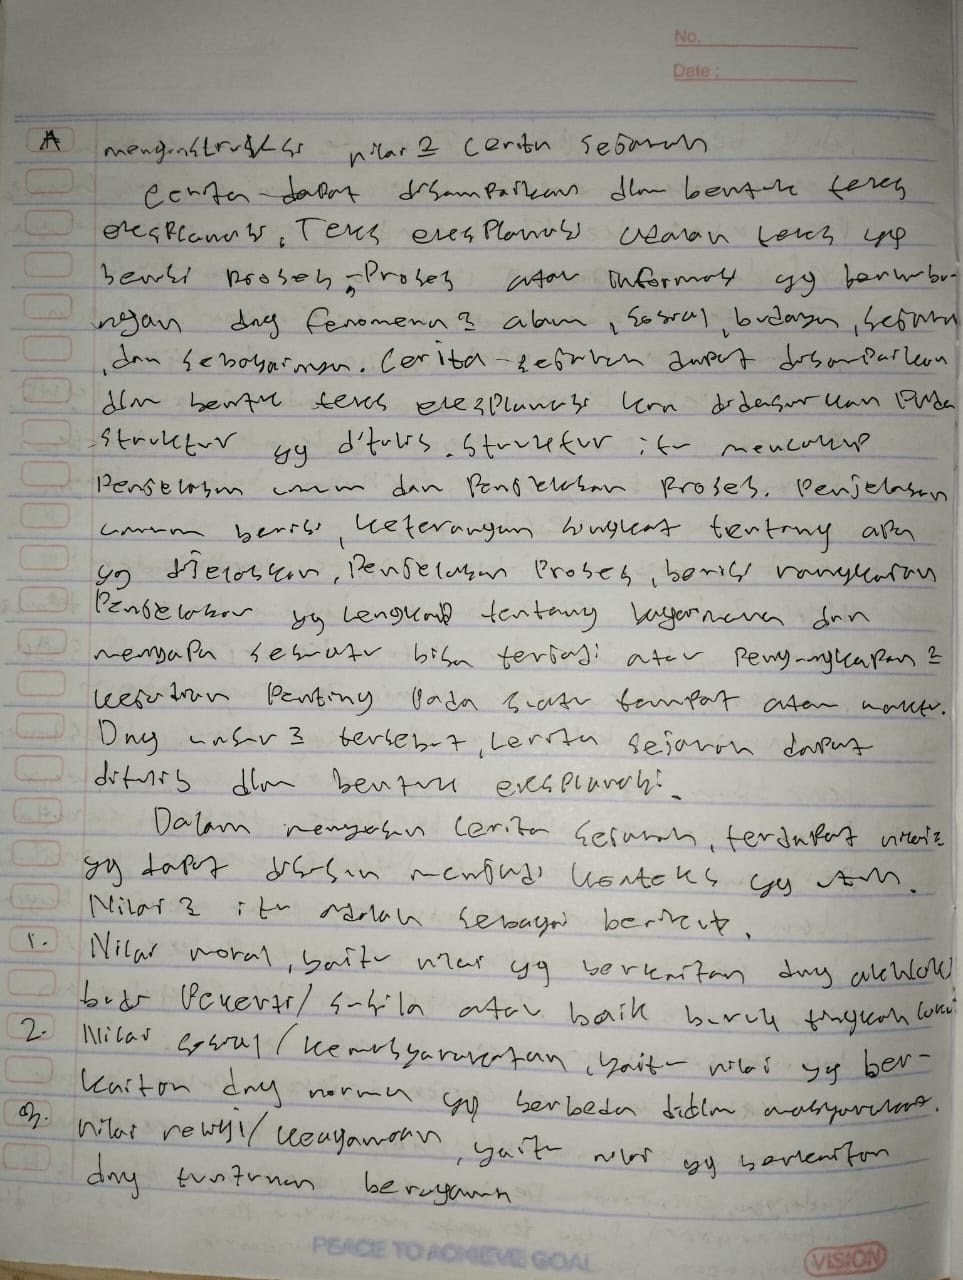 No.
Date :
A mengonstruksi nilai2 cerita sejarah
Cerita dapat disampaikan dlm bentuk teks
eksplanasi. Teks eksplanasi teks yg
berisi proses-proses atau informasi yg berhubu-
ngan dng fenomena2 alam, sosial, budaya, sejarah
, dan sebagainya. Cerita sejarah dapat disampaikan
dlm bentuk teks eksplanasi krn didasarkan pada
struktur yg ditulis. Struktur itu mencakup
Penjelasan umum dan Penjelasan Proses. Penjelasan
umum berisi keterangan singkat tentang apa
yg dijelaskan, Penjelasan Proses, berisi rangkaian
Penjelasan yg lengkap tentang bagaimana dan
mengapa sesuatu bisa terjadi atau Pengungkapan2
kejadian Penting Pada suatu tempat atau waktu.
Dng unsur2 tersebut, cerita sejarah dapat
ditulis dlm bentuk eksplanasi.
Dalam cerita sejarah, terdapat nilai2
yg dapat disusun menjadi konteks yg utuh.
Nilai2 itu adalah sebagai berikut.
1. Nilai moral, yaitu nilai yg berkaitan dng akhlak/
budi Pekerti/susila atau baik buruk tingkah laku
2. Nilai sosial/kemasyarakatan, yaitu nilai yg ber-
kaitan dng norma yg berbeda didlm masyarakat.
3. nilai religi/keagamaan, yaitu nilai yg berkaitan
dng tuntunan beragama
PEACE TO ACHIEVE GOAL
VISION